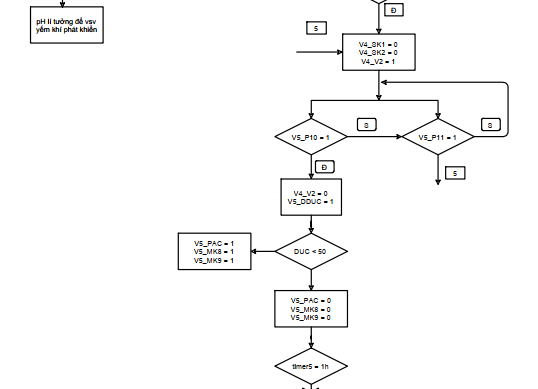 Đ
pH lí tưởng để vsv
yếm khí phát khiển
5
V4_SK1 = 0
V4_SK2 = 0
V4_V2 = 1
V5_P10 = 1
S
V5_P11 = 1
S
Đ
5
V4_V2 = 0
V5_DDUC = 1
V5_PAC = 1
V5_MK8 = 1
V5_MK9 = 1
DUC < 50
V5_PAC = 0
V5_MK8 = 0
V5_MK9 = 0
timer5 = 1h